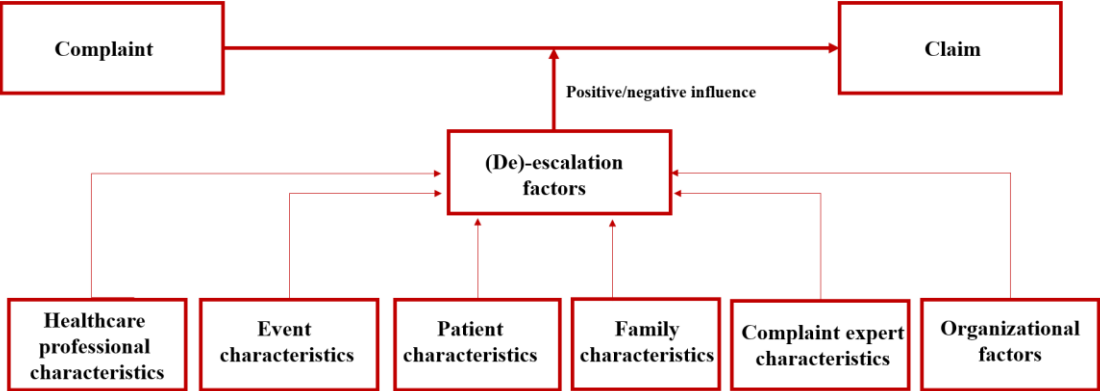 Complaint
Claim
Positive/negative influence
(De)-escalation
factors
Healthcare
professional
characteristics
Event
characteristics
Patient
characteristics
Family
characteristics
Complaint expert
characteristics
Organizational
factors